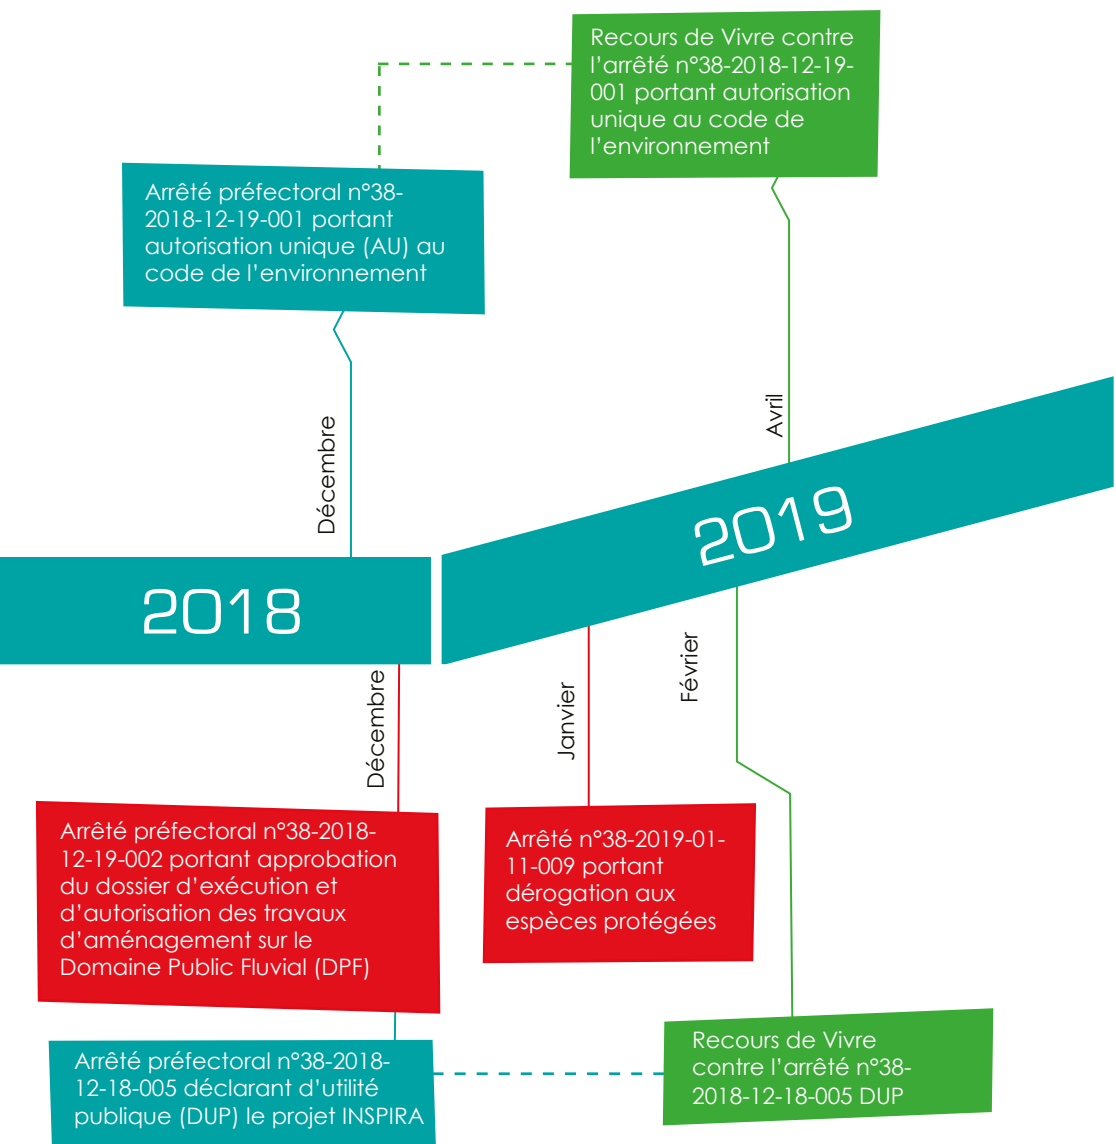 Recours de Vivre contre
l'arrêté n°38-2018-12-19-
001 portant autorisation
unique au code de
l'environnement
Arrêté préfectoral n°38-
2018-12-19-001 portant
autorisation unique (AU) au
code de l'environnement
Décembre
Avril
2018
2019
Décembre
Janvier
Février
Arrêté préfectoral n°38-2018-
12-19-002 portant approbation
du dossier d'exécution et
d'autorisation des travaux
d'aménagement sur le
Domaine Public Fluvial (DPF)
Arrêté n°38-2019-01-
11-009 portant
dérogation aux
espèces protégées
Arrêté préfectoral n°38-2018-
12-18-005 déclarant d'utilité
publique (DUP) le projet INSPIRA
Recours de Vivre
contre l'arrêté n°38-
2018-12-18-005 DUP